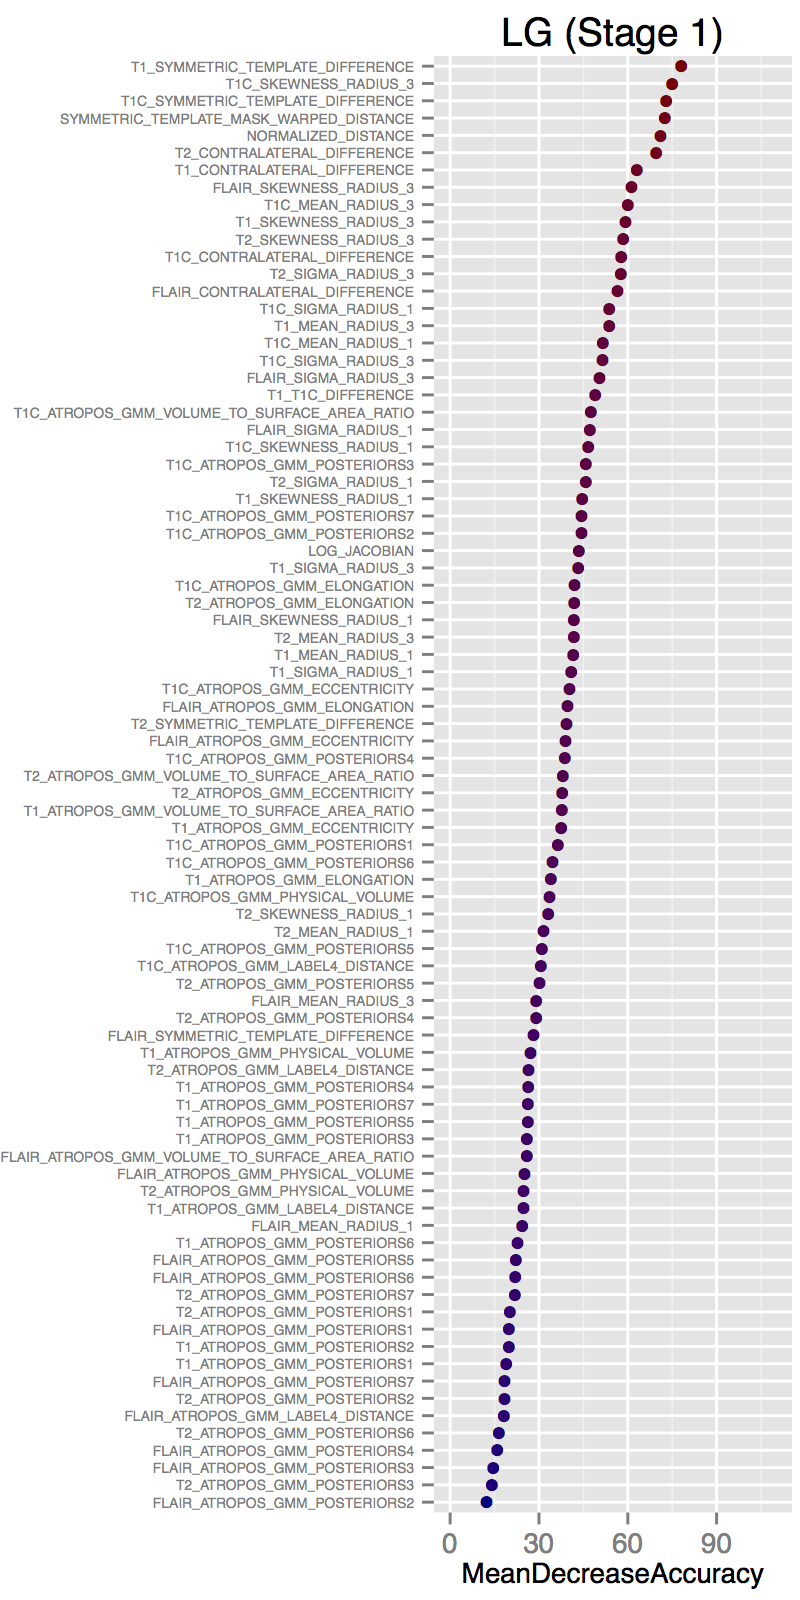 LG (Stage 1)
T1_SYMMETRIC_TEMPLATE_DIFFERENCE
T1C_SKEWNESS_RADIUS_3
T1C_SYMMETRIC_TEMPLATE_DIFFERENCE
SYMMETRIC_TEMPLATE_MASK_WARPED_DISTANCE
NORMALIZED_DISTANCE
T2_CONTRALATERAL_DIFFERENCE
T1_CONTRALATERAL_DIFFERENCE
FLAIR_SKEWNESS_RADIUS_3
T1C_MEAN_RADIUS_3
T1_SKEWNESS_RADIUS_3
T2_SKEWNESS_RADIUS_3
T1C_CONTRALATERAL_DIFFERENCE
T2_SIGMA_RADIUS_3
FLAIR_CONTRALATERAL_DIFFERENCE
T1C_SIGMA_RADIUS_1
T1_MEAN_RADIUS_3
T1C_MEAN_RADIUS_1
T1C_SIGMA_RADIUS_3
FLAIR_SIGMA_RADIUS_3
T1_T1C_DIFFERENCE
T1C_ATROPOS_GMM_VOLUME_TO_SURFACE_AREA_RATIO
FLAIR_SIGMA_RADIUS_1
T1C_SKEWNESS_RADIUS_1
T1C_ATROPOS_GMM_POSTERIORS3
T2_SIGMA_RADIUS_1
T1_SKEWNESS_RADIUS_1
T1C_ATROPOS_GMM_POSTERIORS7
T1C_ATROPOS_GMM_POSTERIORS2
LOG_JACOBIAN
T1_SIGMA_RADIUS_3
T1C_ATROPOS_GMM_ELONGATION
T2_ATROPOS_GMM_ELONGATION
FLAIR_SKEWNESS_RADIUS_1
T2_MEAN_RADIUS_3
T1_MEAN_RADIUS_1
T1_SIGMA_RADIUS_1
T1C_ATROPOS_GMM_ECCENTRICITY
FLAIR_ATROPOS_GMM_ELONGATION
T2_SYMMETRIC_TEMPLATE_DIFFERENCE
FLAIR_ATROPOS_GMM_ECCENTRICITY
T1C_ATROPOS_GMM_POSTERIORS4
T2_ATROPOS_GMM_VOLUME_TO_SURFACE_AREA_RATIO
T2_ATROPOS_GMM_ECCENTRICITY
T1_ATROPOS_GMM_VOLUME_TO_SURFACE_AREA_RATIO
T1_ATROPOS_GMM_ECCENTRICITY
T1C_ATROPOS_GMM_POSTERIORS1
T1C_ATROPOS_GMM_POSTERIORS6
T1_ATROPOS_GMM_ELONGATION
T1C_ATROPOS_GMM_PHYSICAL_VOLUME
T2_SKEWNESS_RADIUS_1
T2_MEAN_RADIUS_1
T1C_ATROPOS_GMM_POSTERIORS5
T1C_ATROPOS_GMM_LABEL4_DISTANCE
T2_ATROPOS_GMM_POSTERIORS5
FLAIR_MEAN_RADIUS_3
T2_ATROPOS_GMM_POSTERIORS4
FLAIR_SYMMETRIC_TEMPLATE_DIFFERENCE
T1_ATROPOS_GMM_PHYSICAL_VOLUME
T2_ATROPOS_GMM_LABEL4_DISTANCE
T1_ATROPOS_GMM_POSTERIORS4
T1_ATROPOS_GMM_POSTERIORS7
T1_ATROPOS_GMM_POSTERIORS5
T1_ATROPOS_GMM_POSTERIORS3
FLAIR_ATROPOS_GMM_VOLUME_TO_SURFACE_AREA_RATIO
FLAIR_ATROPOS_GMM_PHYSICAL_VOLUME
T2_ATROPOS_GMM_PHYSICAL_VOLUME
T1_ATROPOS_GMM_LABEL4_DISTANCE
FLAIR_MEAN_RADIUS_1
T1_ATROPOS_GMM_POSTERIORS6
FLAIR_ATROPOS_GMM_POSTERIORS5
FLAIR_ATROPOS_GMM_POSTERIORS6
T2_ATROPOS_GMM_POSTERIORS7
T2_ATROPOS_GMM_POSTERIORS1
FLAIR_ATROPOS_GMM_POSTERIORS1
T1_ATROPOS_GMM_POSTERIORS2
T1_ATROPOS_GMM_POSTERIORS1
FLAIR_ATROPOS_GMM_POSTERIORS7
T2_ATROPOS_GMM_POSTERIORS2
FLAIR_ATROPOS_GMM_LABEL4_DISTANCE
T2_ATROPOS_GMM_POSTERIORS6
FLAIR_ATROPOS_GMM_POSTERIORS4
FLAIR_ATROPOS_GMM_POSTERIORS3
T2_ATROPOS_GMM_POSTERIORS3
FLAIR_ATROPOS_GMM_POSTERIORS2
0 30 60 90
MeanDecreaseAccuracy